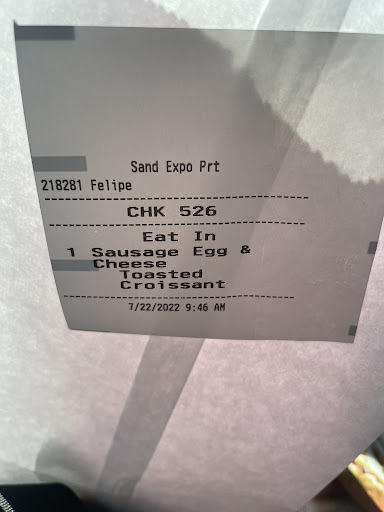 Sand Expo Prt
218281 Felipe
CHK 526
Eat In
1 Sausage Egg &
Cheese
Toasted
Croissant
7/22/2022 9:46 AM